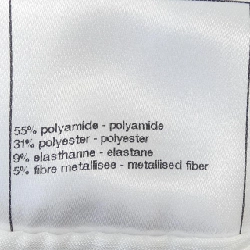 55% polyamide - polyamide
31% polyester - polyester
9% elasthanne - elastane
5% fibre metallisee - metallised fiber